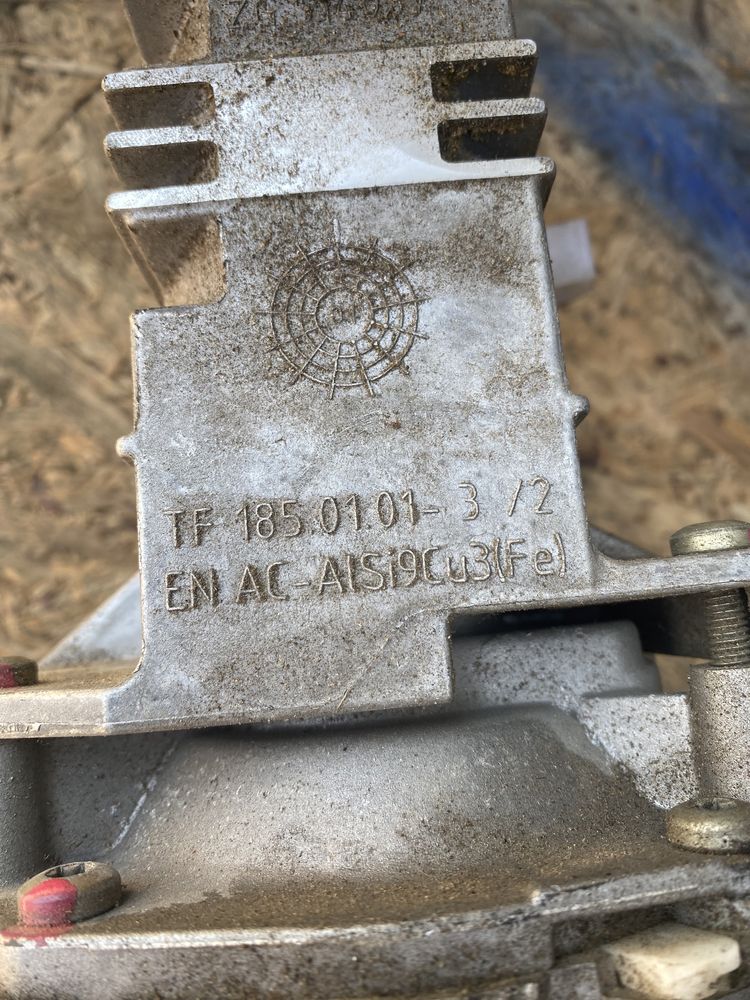 TF 185.01.01- 3 /2
EN AC-AlSi9Cu3(Fe)